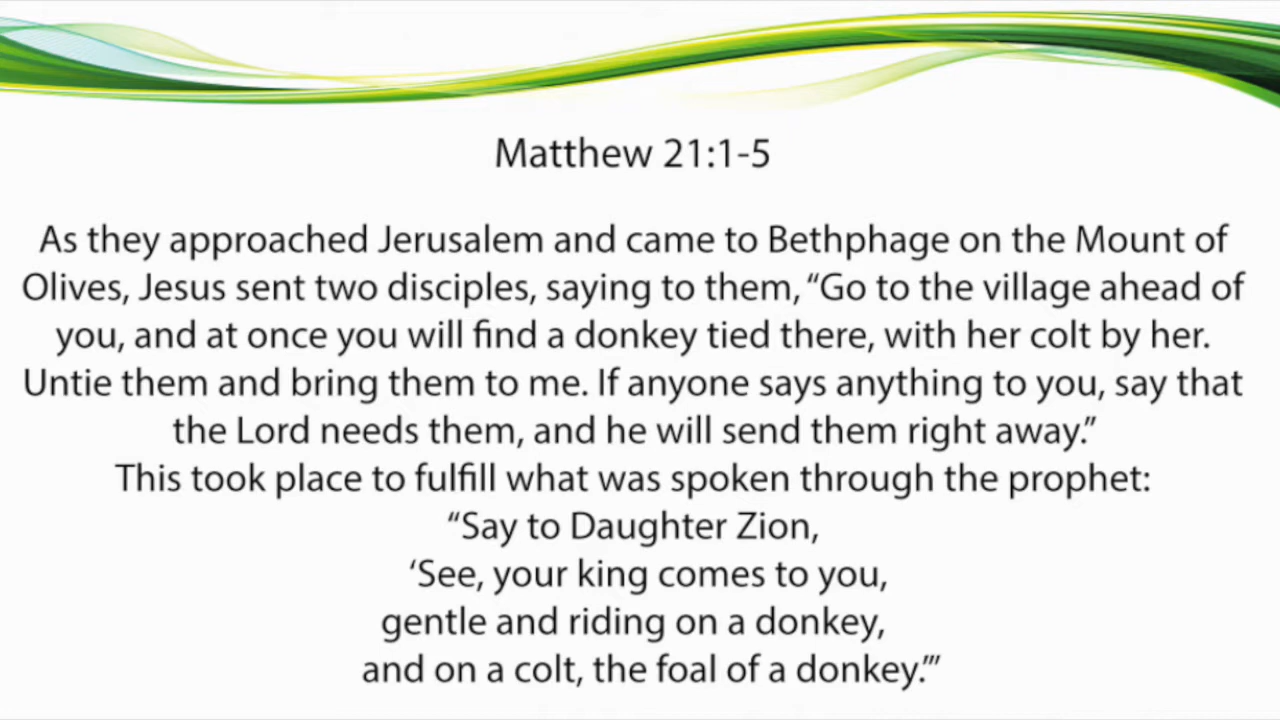 Matthew 21:1-5
As they approached Jerusalem and came to Bethphage on the Mount of
Olives, Jesus sent two disciples, saying to them, “Go to the village ahead of
you, and at once you will find a donkey tied there, with her colt by her.
Untie them and bring them to me. If anyone says anything to you, say that
the Lord needs them, and he will send them right away.”
This took place to fulfill what was spoken through the prophet:
“Say to Daughter Zion,
‘See, your king comes to you,
gentle and riding on a donkey,
and on a colt, the foal of a donkey.’”